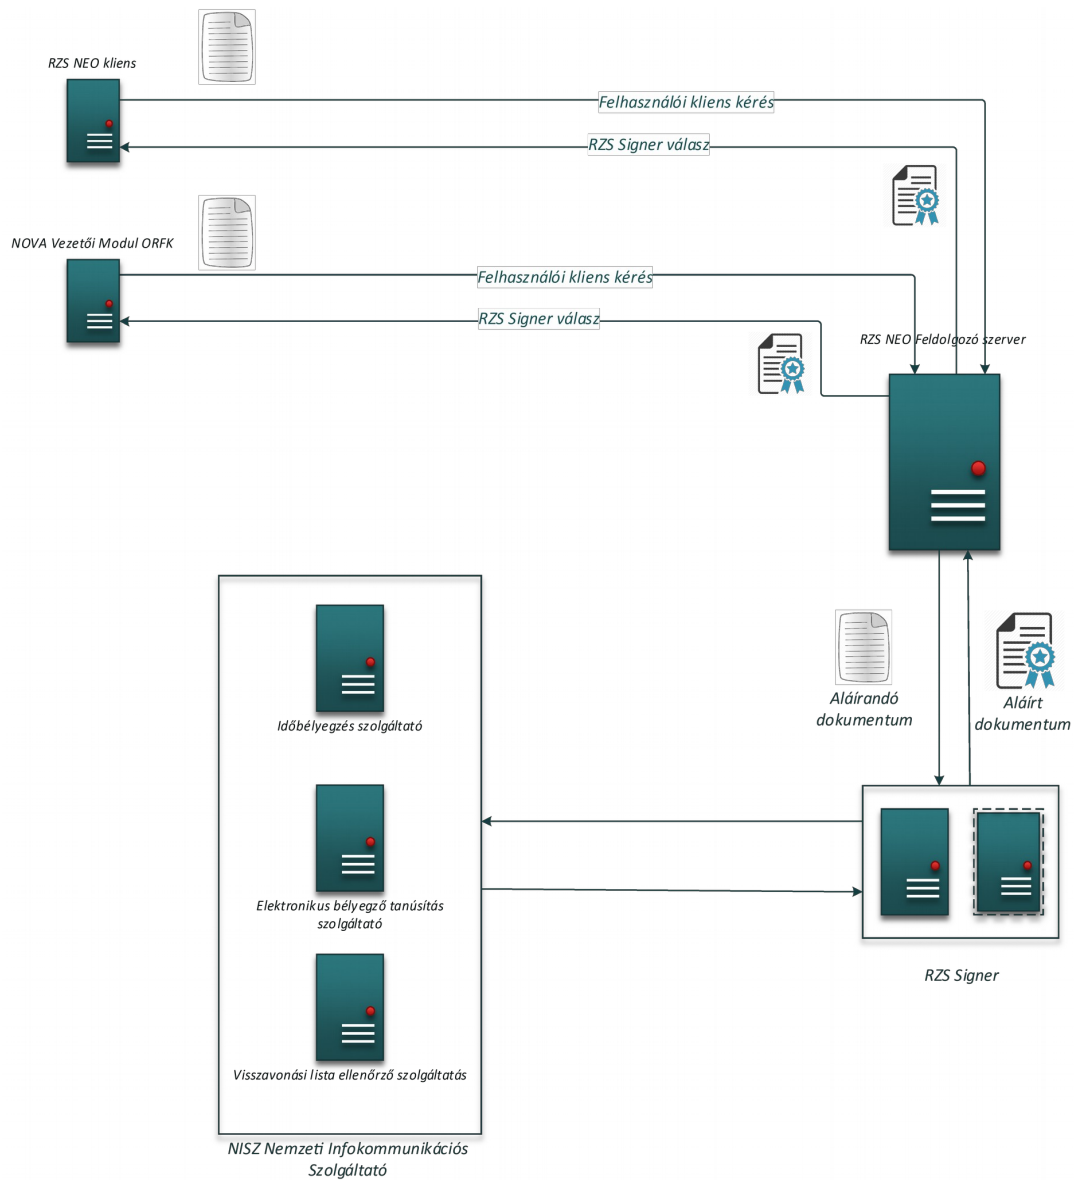 RZS NEO kliens
Felhasználói kliens kérés
RZS Signer válasz
NOVA Vezetői Modul ORFK
Felhasználói kliens kérés
RZS Signer válasz
RZS NEO Feldolgozó szerver
Aláírandó
dokumentum
Aláírt
dokumentum
Időbélyegzés szolgáltató
Elektronikus bélyegző tanúsítás
szolgáltató
RZS Signer
Visszavonási lista ellenőrző szolgáltatás
NISZ Nemzeti Infokommunikációs
Szolgáltató